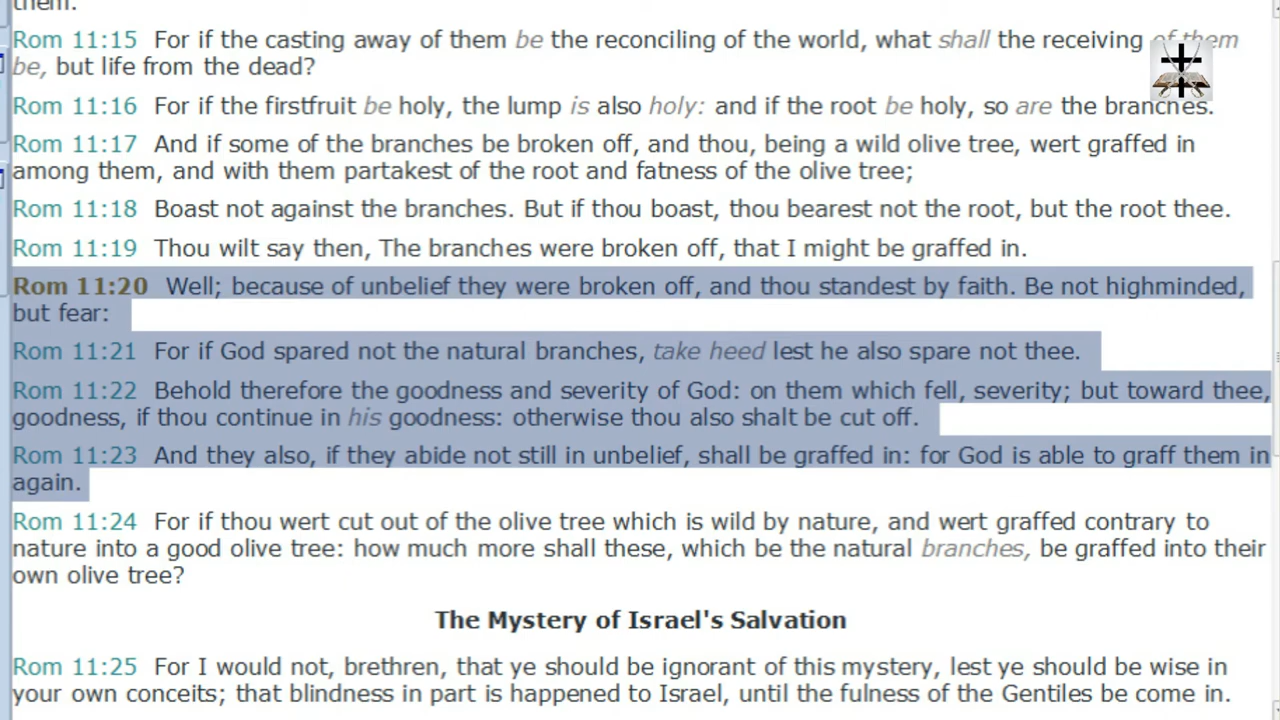 them.
Rom 11:15 For if the casting away of them be the reconciling of the world, what shall the receiving of them
be, but life from the dead?
Rom 11:16 For if the firstfruit be holy, the lump is also holy: and if the root be holy, so are the branches.
Rom 11:17 And if some of the branches be broken off, and thou, being a wild olive tree, wert graffed in
among them, and with them partakest of the root and fatness of the olive tree;
Rom 11:18 Boast not against the branches. But if thou boast, thou bearest not the root, but the root thee.
Rom 11:19 Thou wilt say then, The branches were broken off, that I might be graffed in.
Rom 11:20 Well; because of unbelief they were broken off, and thou standest by faith. Be not highminded,
but fear:
Rom 11:21 For if God spared not the natural branches, take heed lest he also spare not thee.
Rom 11:22 Behold therefore the goodness and severity of God: on them which fell, severity; but toward thee,
goodness, if thou continue in his goodness: otherwise thou also shalt be cut off.
Rom 11:23 And they also, if they abide not still in unbelief, shall be graffed in: for God is able to graff them in
again.
Rom 11:24 For if thou wert cut out of the olive tree which is wild by nature, and wert graffed contrary to
nature into a good olive tree: how much more shall these, which be the natural branches, be graffed into their
own olive tree?
The Mystery of Israel's Salvation
Rom 11:25 For I would not, brethren, that ye should be ignorant of this mystery, lest ye should be wise in
your own conceits; that blindness in part is happened to Israel, until the fulness of the Gentiles be come in.